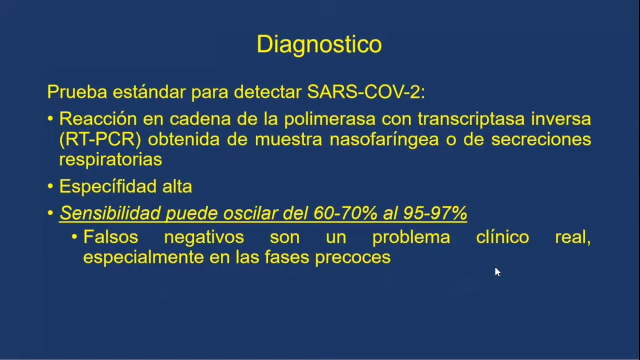 Diagnostico
Prueba estándar para detectar SARS-COV-2:
• Reacción en cadena de la polimerasa con transcriptasa inversa
(RT-PCR) obtenida de muestra nasofaríngea o de secreciones
respiratorias
• Específidad alta
• Sensibilidad puede oscilar del 60-70% al 95-97%
• Falsos negativos son un problema clínico real,
especialmente en las fases precoces